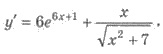 y' = 6e^{6x+1} + \frac{x}{\sqrt{x^2+7}}